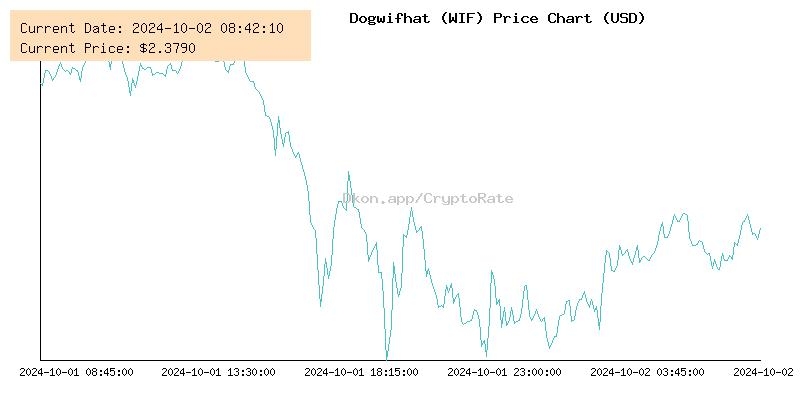 Dogwifhat (WIF) Price Chart (USD)
Current Date: 2024-10-02 08:42:10
Current Price: $2.3790
Dkon.app/CryptoRate
2024-10-01 08:45:00 2024-10-01 13:30:00 2024-10-01 18:15:00 2024-10-01 23:00:00 2024-10-02 03:45:00 2024-10-02